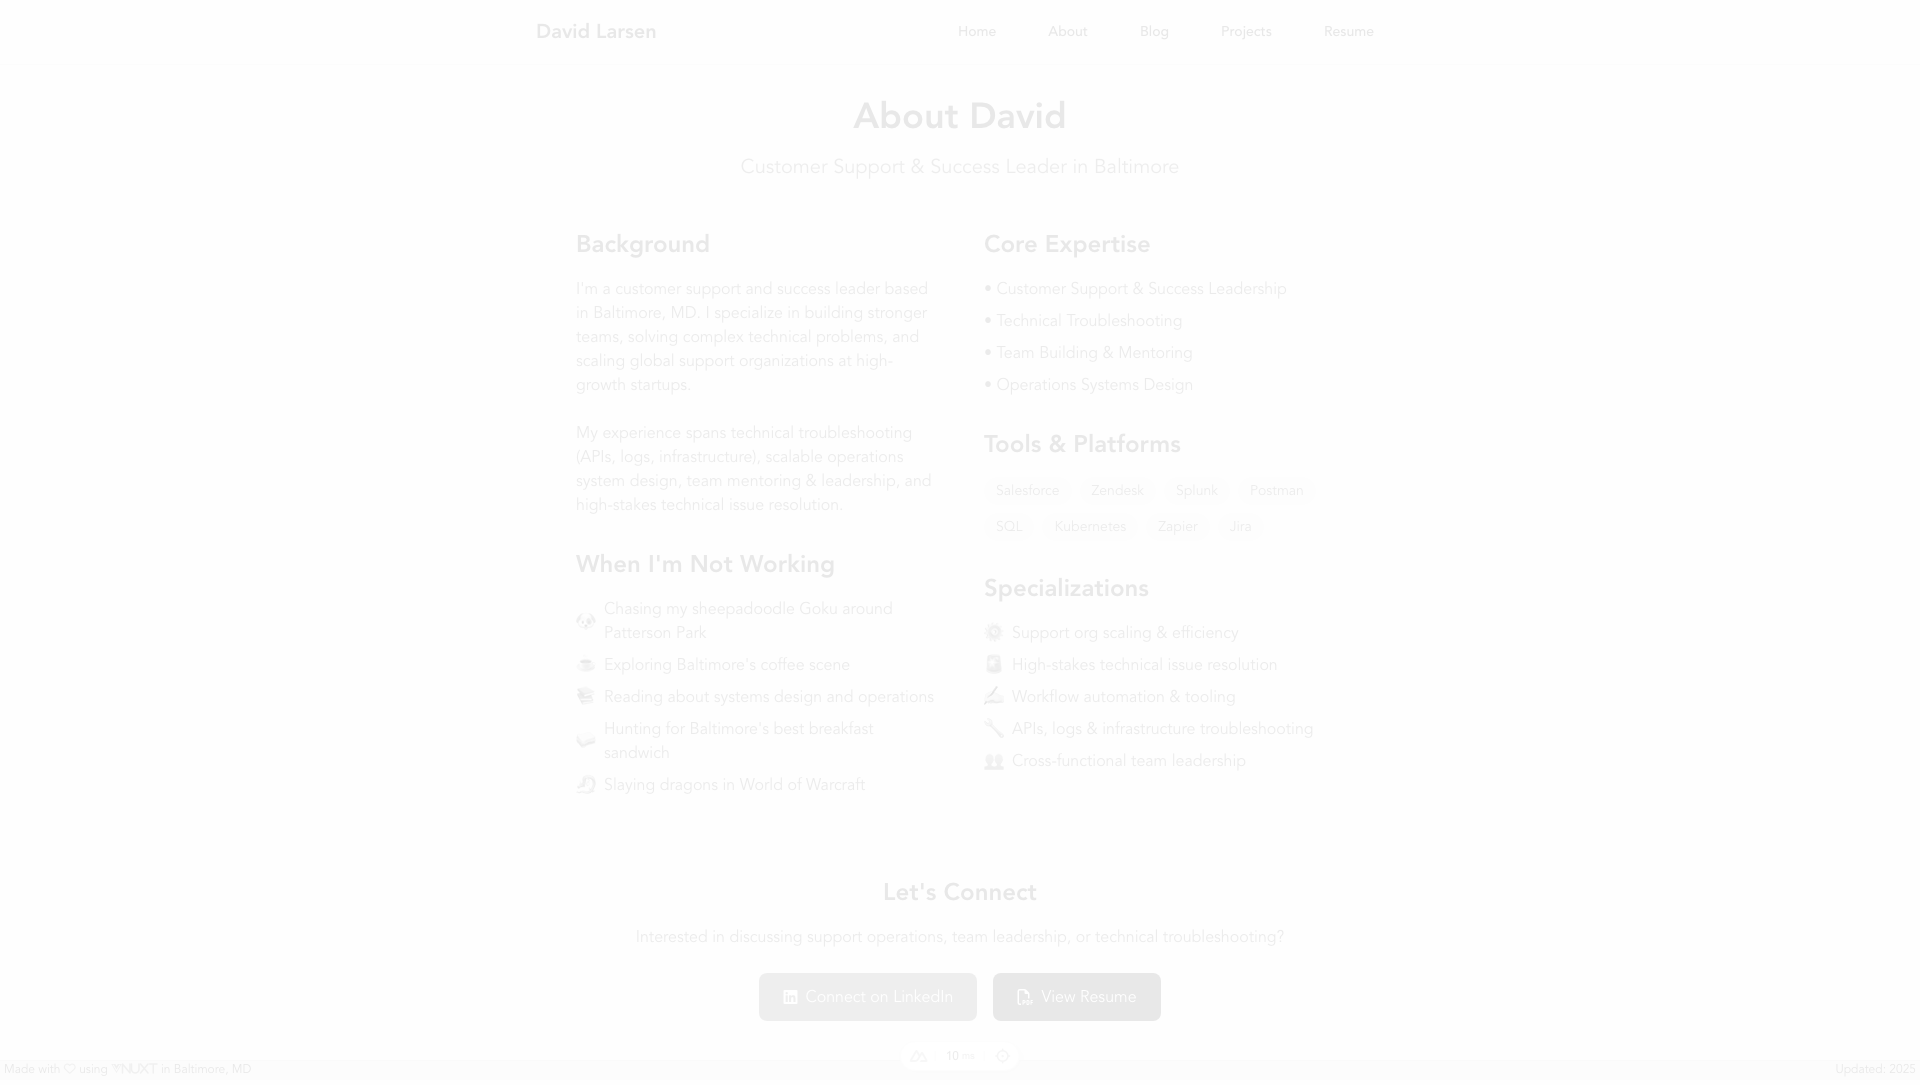 David Larsen
Home
About
Blog
Projects
Resume
About David
Customer Support & Success Leader in Baltimore
Background
I'm a customer support and success leader based
in Baltimore, MD. I specialize in building stronger
teams, solving complex technical problems, and
scaling global support organizations at high-
growth startups.
My experience spans technical troubleshooting
(APIs, logs, infrastructure), scalable operations
system design, team mentoring & leadership, and
high-stakes technical issue resolution.
When I'm Not Working
Chasing my sheepadoodle Goku around
Patterson Park
Exploring Baltimore's coffee scene
Reading about systems design and operations
Hunting for Baltimore's best breakfast
sandwich
Slaying dragons in World of Warcraft
Core Expertise
• Customer Support & Success Leadership
• Technical Troubleshooting
• Team Building & Mentoring
• Operations Systems Design
Tools & Platforms
Salesforce
Zendesk
Splunk
Postman
SQL
Kubernetes
Zapier
Jira
Specializations
Support org scaling & efficiency
High-stakes technical issue resolution
Workflow automation & tooling
APIs, logs & infrastructure troubleshooting
Cross-functional team leadership
Let's Connect
Interested in discussing support operations, team leadership, or technical troubleshooting?
Connect on LinkedIn
View Resume
10
Made with ♡ using NUXT in Baltimore, MD
Updated: 2025